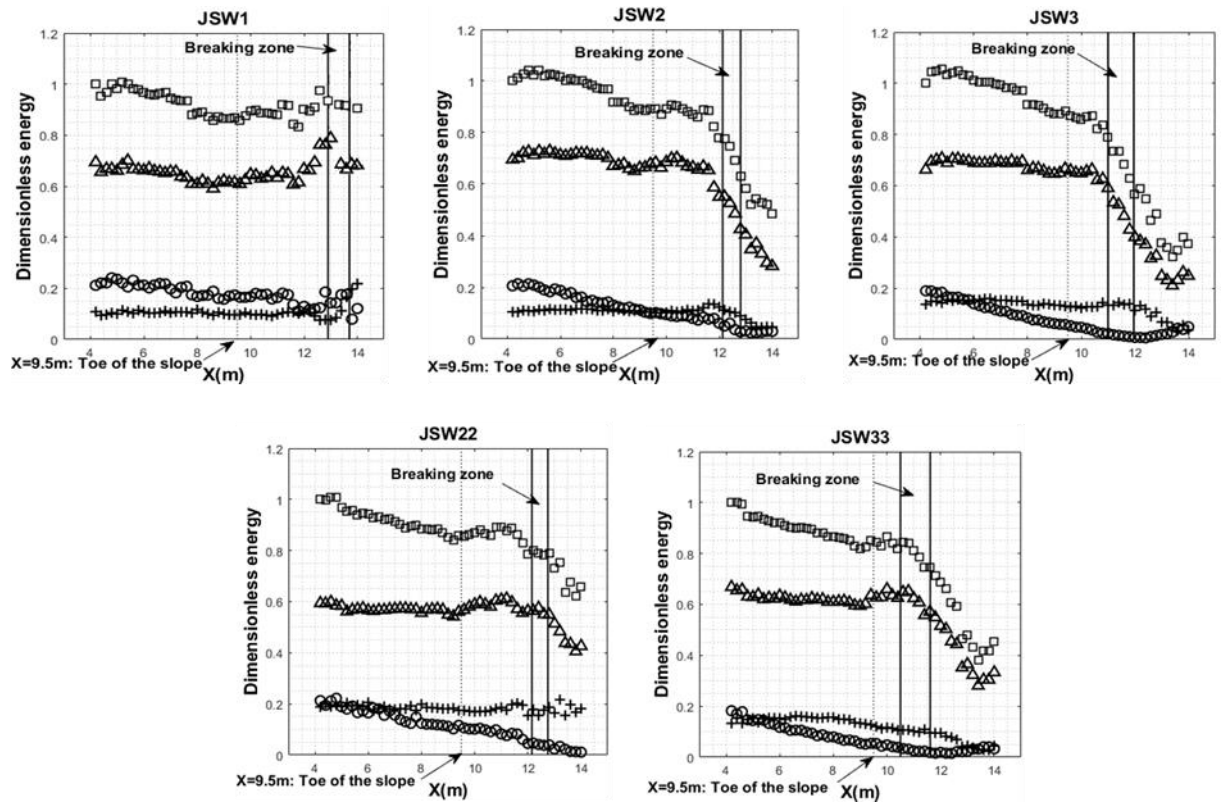 JSW1
Dimensionless energy
1.2
1
0.8
0.6
0.4
0.2
0
Breaking zone
4 6 8 10 12 14
X=9.5m: Toe of the slope
X(m)
JSW2
Dimensionless energy
1.2
1
0.8
0.6
0.4
0.2
0
Breaking zone
4 6 8 10 12 14
X=9.5m: Toe of the slope
X(m)
JSW3
Dimensionless energy
1.2
1
0.8
0.6
0.4
0.2
0
Breaking zone
4 6 8 10 12 14
X=9.5m: Toe of the slope
X(m)
JSW22
Dimensionless energy
1.2
1
0.8
0.6
0.4
0.2
0
Breaking zone
4 6 8 10 12 14
X=9.5m: Toe of the slope
X(m)
JSW33
Dimensionless energy
1.2
1
0.8
0.6
0.4
0.2
0
Breaking zone
4 6 8 10 12 14
X=9.5m: Toe of the slope
X(m)